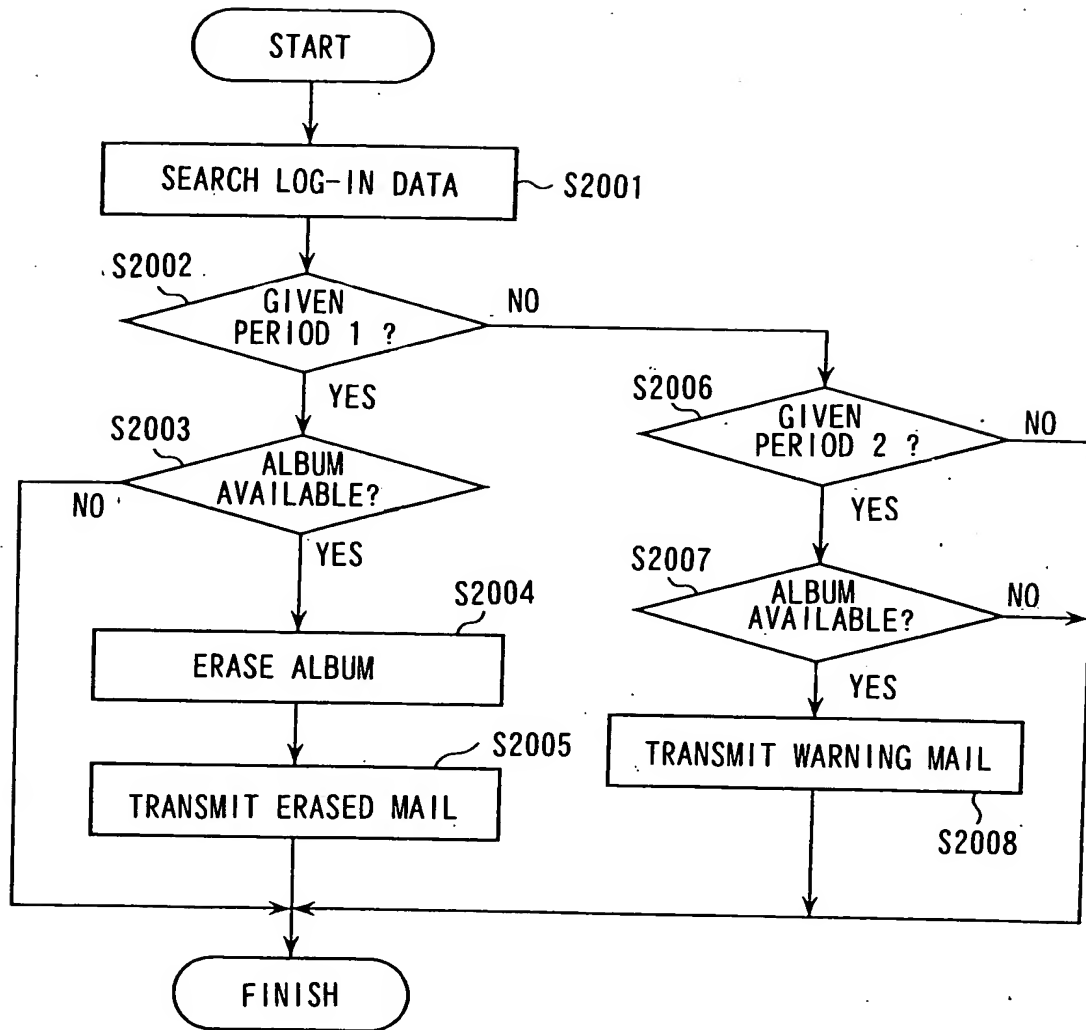 START
SEARCH LOG-IN DATA
S2001
S2002
GIVEN
PERIOD 1 ?
NO
YES
S2003
ALBUM
AVAILABLE?
NO
YES
S2004
ERASE ALBUM
S2005
TRANSMIT ERASED MAIL
S2006
GIVEN
PERIOD 2 ?
NO
YES
S2007
ALBUM
AVAILABLE?
NO
YES
TRANSMIT WARNING MAIL
S2008
FINISH